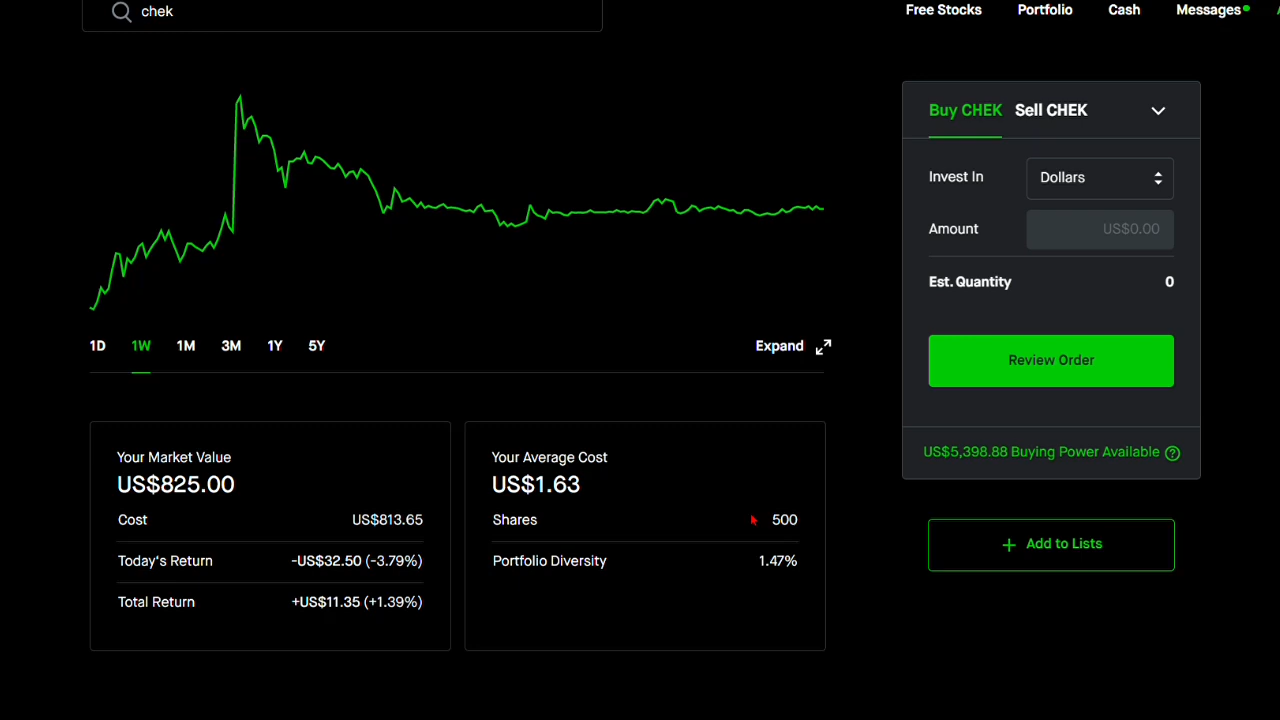 chek
Free Stocks Portfolio Cash Messages
Buy CHEK Sell CHEK
Invest In Dollars
Amount US$0.00
Est. Quantity 0
Review Order
US$5,398.88 Buying Power Available ?
+ Add to Lists
1D 1W 1M 3M 1Y 5Y Expand
Your Market Value
US$825.00
Cost US$813.65
Today's Return -US$32.50 (-3.79%)
Total Return +US$11.35 (+1.39%)
Your Average Cost
US$1.63
Shares 500
Portfolio Diversity 1.47%